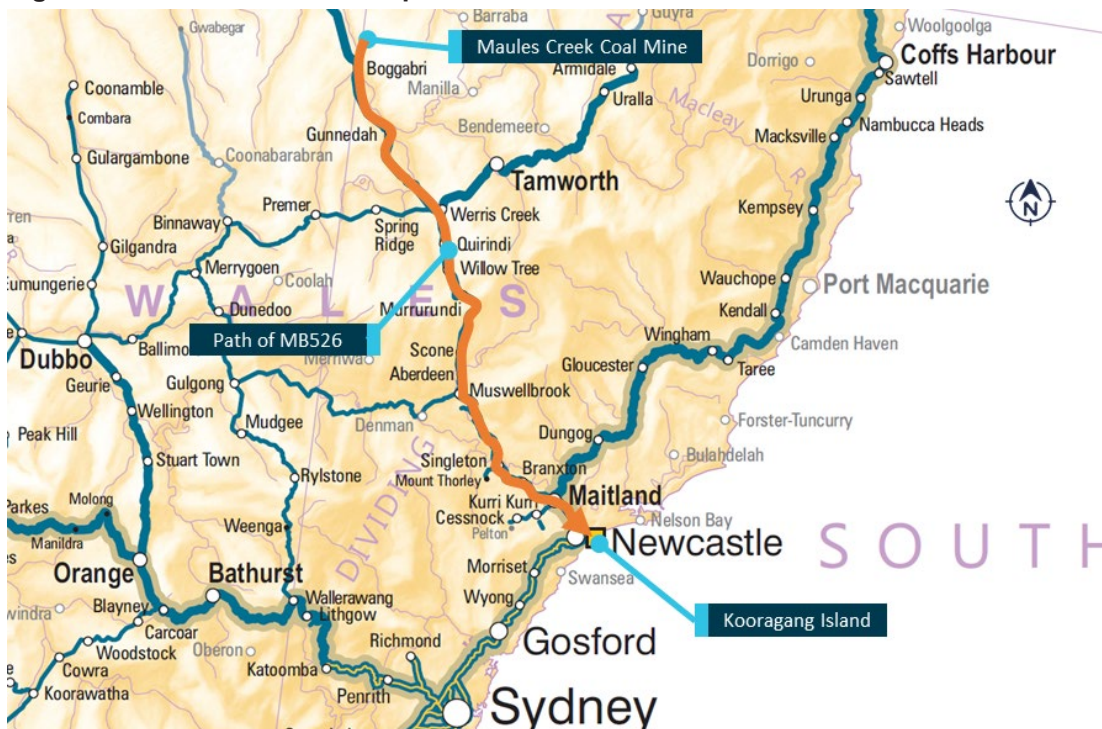 Barraba
Guyra
Woolgoolga
Gwabegar
Maules Creek Coal Mine
Coffs Harbour
Dorrigo
Sawtell
Boggabri
Armidale
Coonamble
Manilla
Uralla
Urunga
Combara
Macleay
R
Nambucca Heads
Gunnedah
Bendemeer
Macksville
Gulargambone
Coonabarabran
Tamworth
Premer
Werris Creek
Kempsey
N
Binnaway
Spring
Ridge
Gilgandra
Quirindi
Merrygoen
Willow Tree
Wauchope
Coolah
Port Macquarie
WALES
Dunedoo
Murrurundi
Kendall
Path of MB526
Wingham
Camden Haven
Dubbo
Scone
Gloucester
Taree
Geurie
Gulgong
Aberdeen
Muswellbrook
Wellington
Denman
Forster-Tuncurry
Mudgee
Peak Hill
Dungog
Bulahdelah
Stuart Town
Singleton
Branxton
Rylstone
Mount Thorley
DIVIDING
Molong
Kurri Kurri
Maitland
Parkes
Cessnock
Nelson Bay
Weenga
Pelton
Manildra
Newcastle
SOUTH
Orange
Bathurst
Morriset
Swansea
Wallerawang
Wyong
Blayney
Lithgow
Kooragang Island
Carcoar
Richmond
Gosford
Woodstock
Oberon
Cowra
Katoomba
Koorawatha
Penrith
Sydney